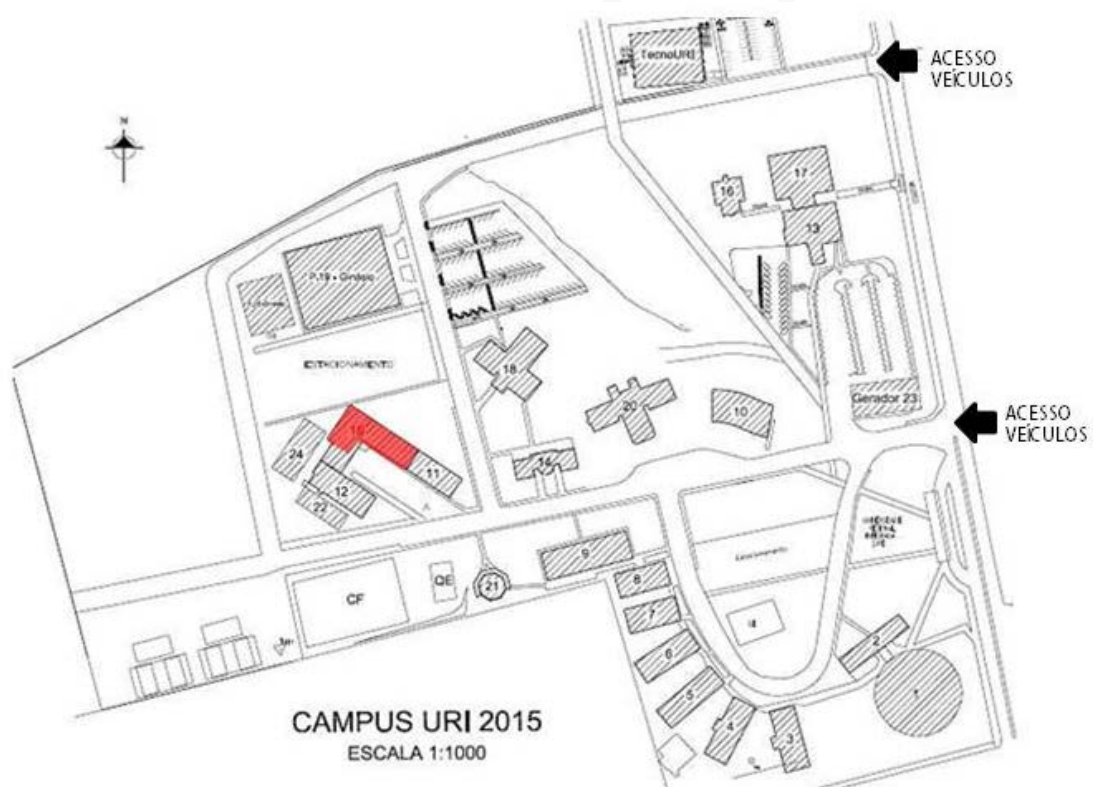 TecnoURI
ACESSO
VEÍCULOS
N
17
16
13
P.19 - Ginásio
ESTACIONAMENTO
18
20
10
Gerador 23
ACESSO
VEÍCULOS
24
11
14
12
22
9
21
8
QE
CF
7
6
5
4
3
2
1
CAMPUS URI 2015
ESCALA 1:1000